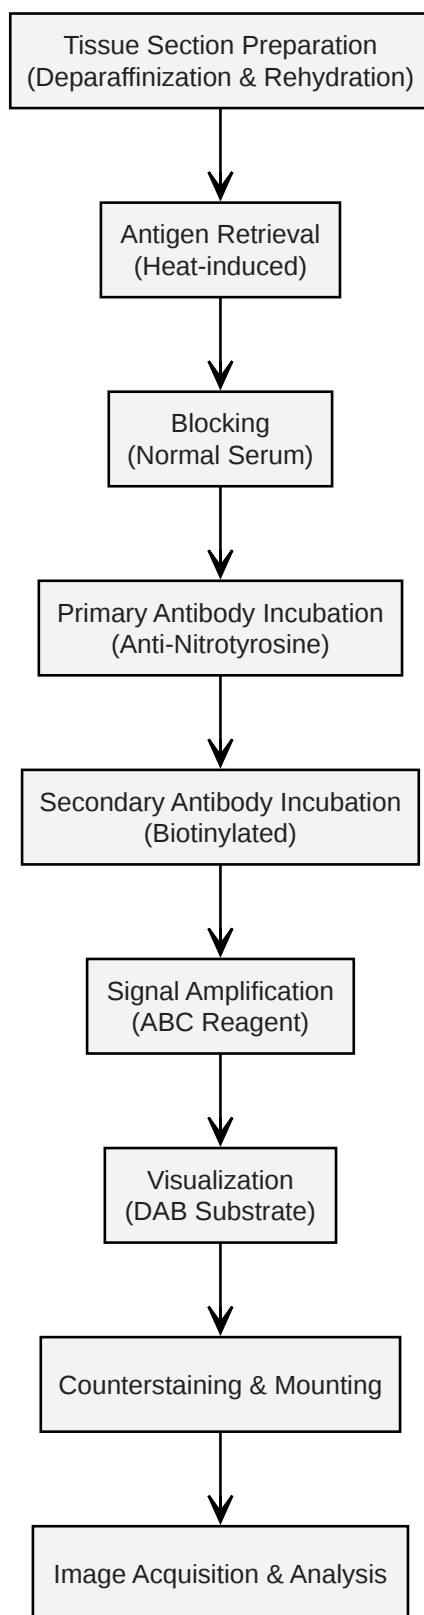 Tissue Section Preparation
(Deparaffinization & Rehydration)
Antigen Retrieval
(Heat-induced)
Blocking
(Normal Serum)
Primary Antibody Incubation
(Anti-Nitrotyrosine)
Secondary Antibody Incubation
(Biotinylated)
Signal Amplification
(ABC Reagent)
Visualization
(DAB Substrate)
Counterstaining & Mounting
Image Acquisition & Analysis